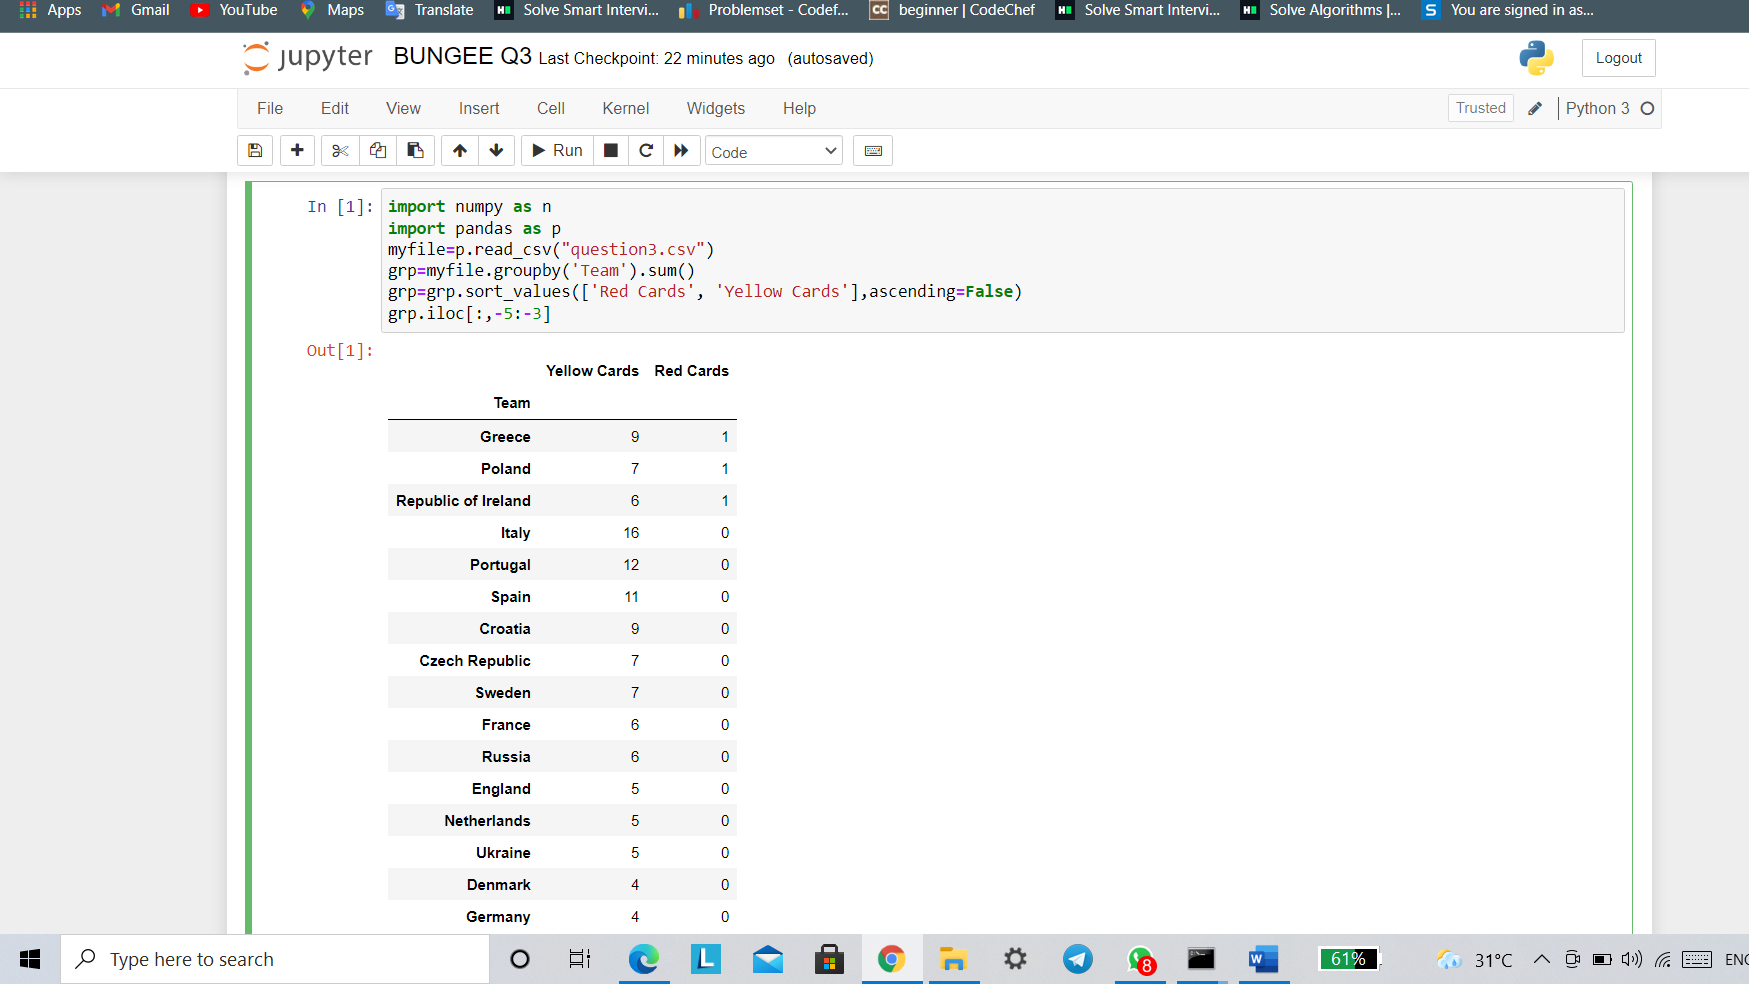 Apps Gmail YouTube Maps Translate Solve Smart Intervi... Problemset - Codef... beginner | CodeChef Solve Smart Intervi... Solve Algorithms |... You are signed in as...
jupyter BUNGEE Q3 Last Checkpoint: 22 minutes ago (autosaved) Logout
File Edit View Insert Cell Kernel Widgets Help Trusted Python 3
Run Code
In [1]: import numpy as n
import pandas as p
myfile=p.read_csv("question3.csv")
grp=myfile.groupby('Team').sum()
grp=grp.sort_values(['Red Cards', 'Yellow Cards'],ascending=False)
grp.iloc[:,-5:-3]
Out[1]:
Yellow Cards Red Cards
Team
Greece 9 1
Poland 7 1
Republic of Ireland 6 1
Italy 16 0
Portugal 12 0
Spain 11 0
Croatia 9 0
Czech Republic 7 0
Sweden 7 0
France 6 0
Russia 6 0
England 5 0
Netherlands 5 0
Ukraine 5 0
Denmark 4 0
Germany 4 0
Type here to search L 8 W 61% 31°C ENG